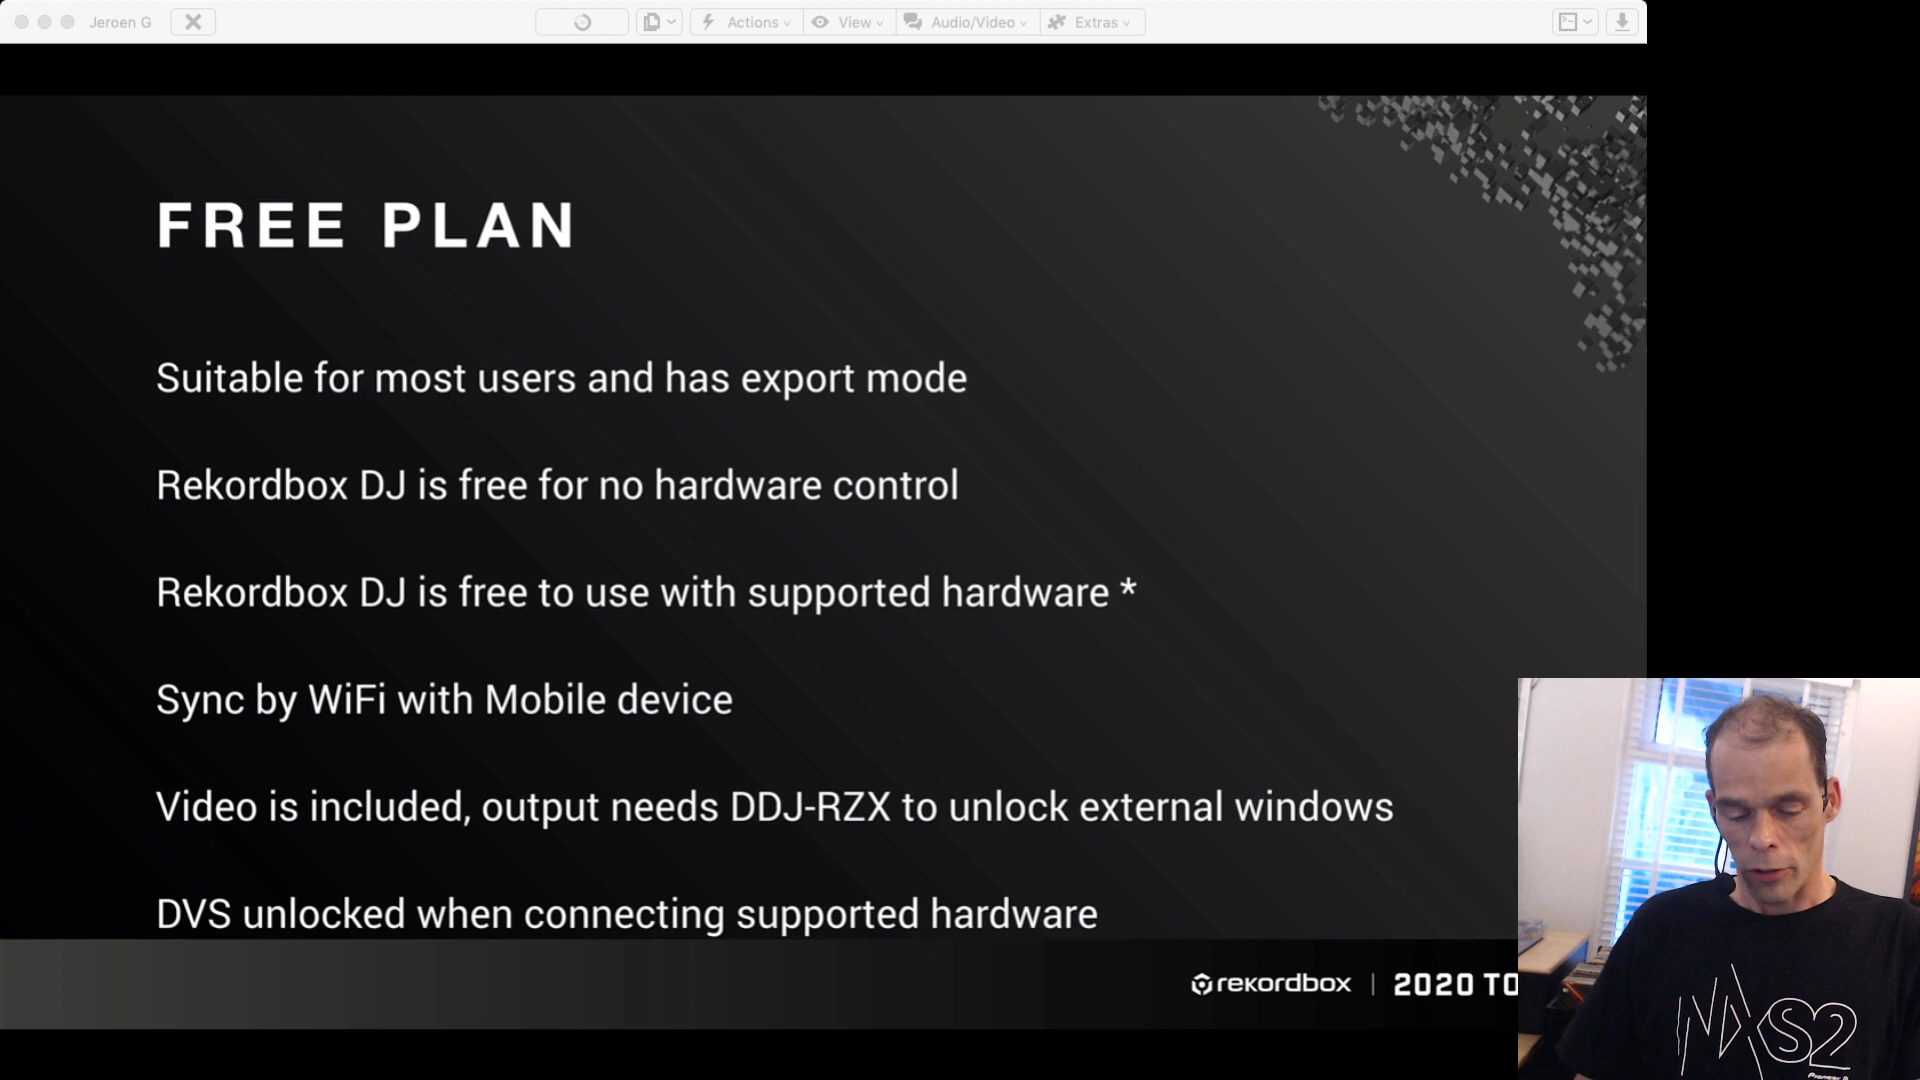 Jeroen G
Actions
View
Audio/Video
Extras
FREE PLAN
Suitable for most users and has export mode
Rekordbox DJ is free for no hardware control
Rekordbox DJ is free to use with supported hardware *
Sync by WiFi with Mobile device
Video is included, output needs DDJ-RZX to unlock external windows
DVS unlocked when connecting supported hardware
rekordbox | 2020 TO
NXS2
Pioneer D